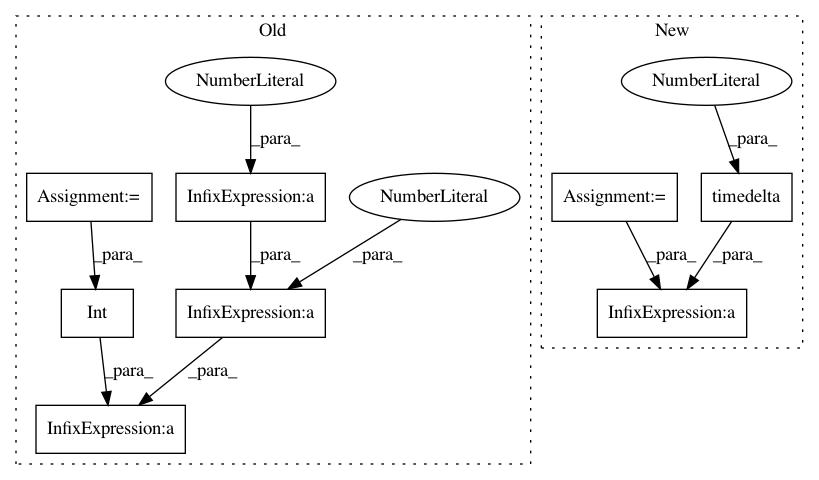 Old
New
NumberLiteral
NumberLiteral
_para_
_para_
Assignment:=
InfixExpression:a
NumberLiteral
Assignment:=
timedelta
_para_
_para_
_para_
_para_
_para_
Int
InfixExpression:a
InfixExpression:a
_para_
_para_
InfixExpression:a